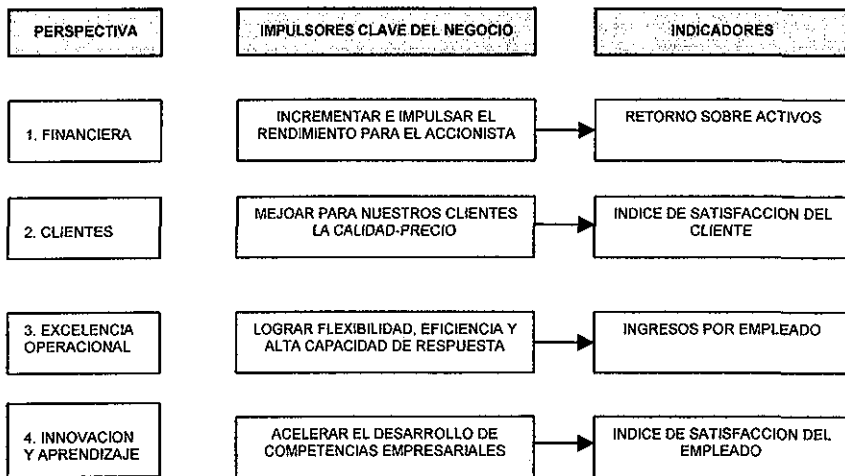 PERSPECTIVA
IMPULSORES CLAVE DEL NEGOCIO
INDICADORES
1. FINANCIERA
INCREMENTAR E IMPULSAR EL
RENDIMIENTO PARA EL ACCIONISTA
RETORNO SOBRE ACTIVOS
2. CLIENTES
MEJOAR PARA NUESTROS CLIENTES
LA CALIDAD-PRECIO
INDICE DE SATISFACCION DEL
CLIENTE
3. EXCELENCIA
OPERACIONAL
LOGRAR FLEXIBILIDAD, EFICIENCIA Y
ALTA CAPACIDAD DE RESPUESTA
INGRESOS POR EMPLEADO
4. INNOVACION
Y APRENDIZAJE
ACELERAR EL DESARROLLO DE
COMPETENCIAS EMPRESARIALES
INDICE DE SATISFACCION DEL
EMPLEADO